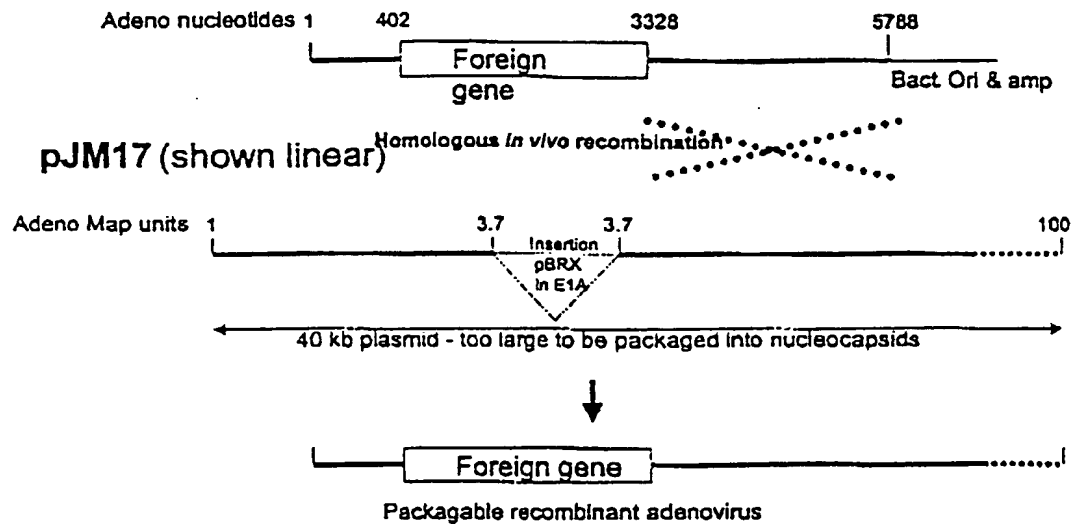 Adeno nucleotides 1 402 3328 5788
Foreign
gene
Bact. Ori & amp
Homologous in vivo recombination
pJM17 (shown linear)
Adeno Map units 1 3.7 3.7 100
Insertion
pBRX
in E1A
40 kb plasmid - too large to be packaged into nucleocapsids
Foreign gene
Packagable recombinant adenovirus